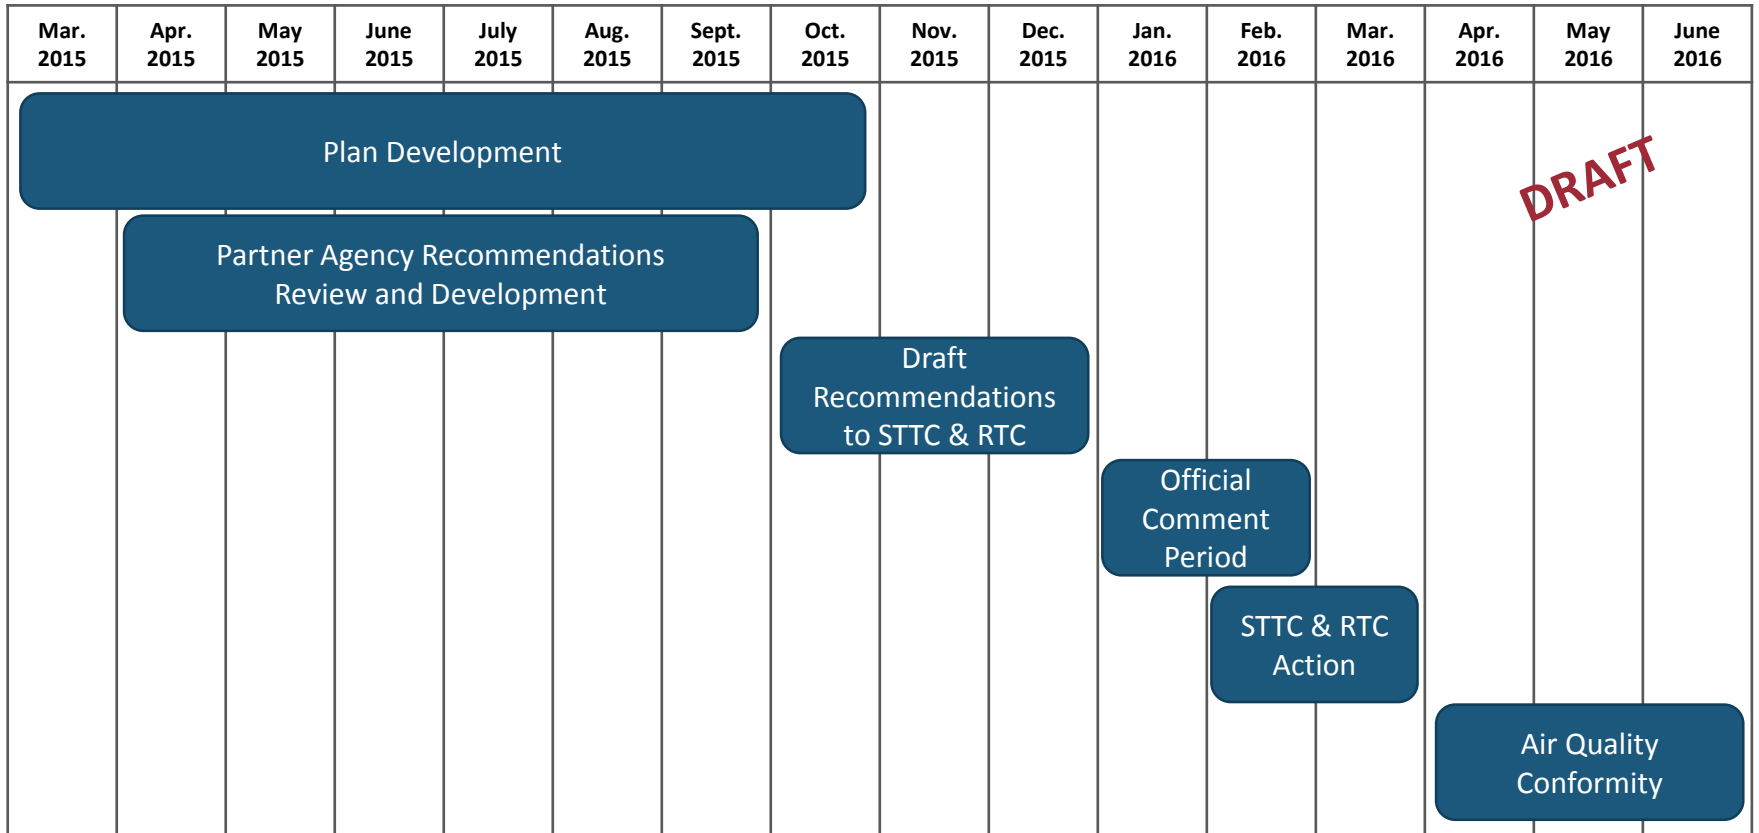 Mar. Apr. May June July Aug. Sept. Oct. Nov. Dec. Jan. Feb. Mar. Apr. May June
2015 2015 2015 2015 2015 2015 2015 2015 2015 2015 2016 2016 2016 2016 2016 2016
Plan Development
DRAFT
Partner Agency Recommendations
Review and Development
Draft
Recommendations
to STTC & RTC
Official
Comment
Period
STTC & RTC
Action
Air Quality
Conformity